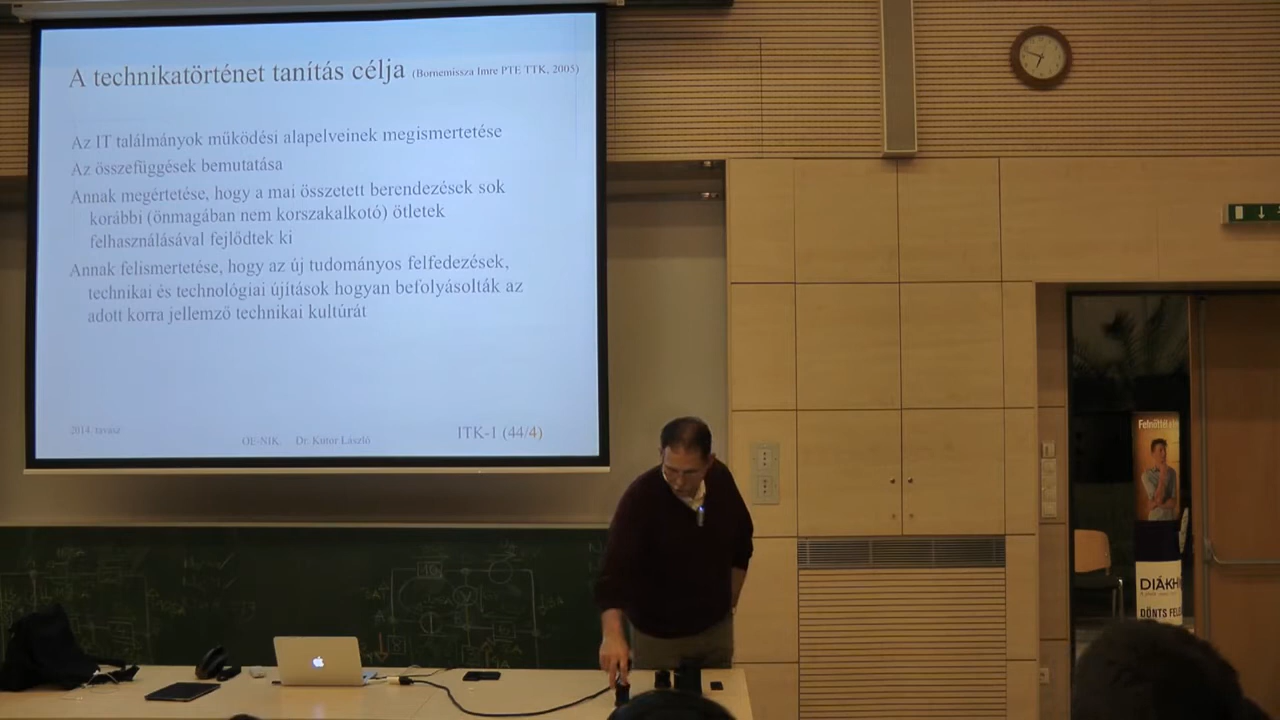 A technikatörténet tanítás célja (Bornemissza Imre PTE TTK, 2005)
Az IT találmányok működési alapelveinek megismertetése
Az összefüggések bemutatása
Annak megértetése, hogy a mai összetett berendezések sok
korábbi (önmagában nem korszakalkotó) ötletek
felhasználásával fejlődtek ki
Annak felismertetése, hogy az új tudományos felfedezések,
technikai és technológiai újítások hogyan befolyásolták az
adott korra jellemző technikai kultúrát
2014. tavasz
OE-NIK. Dr. Kutor László
ITK-1 (44/4)
Felnőttél
DIÁKH
DÖNTS FEL